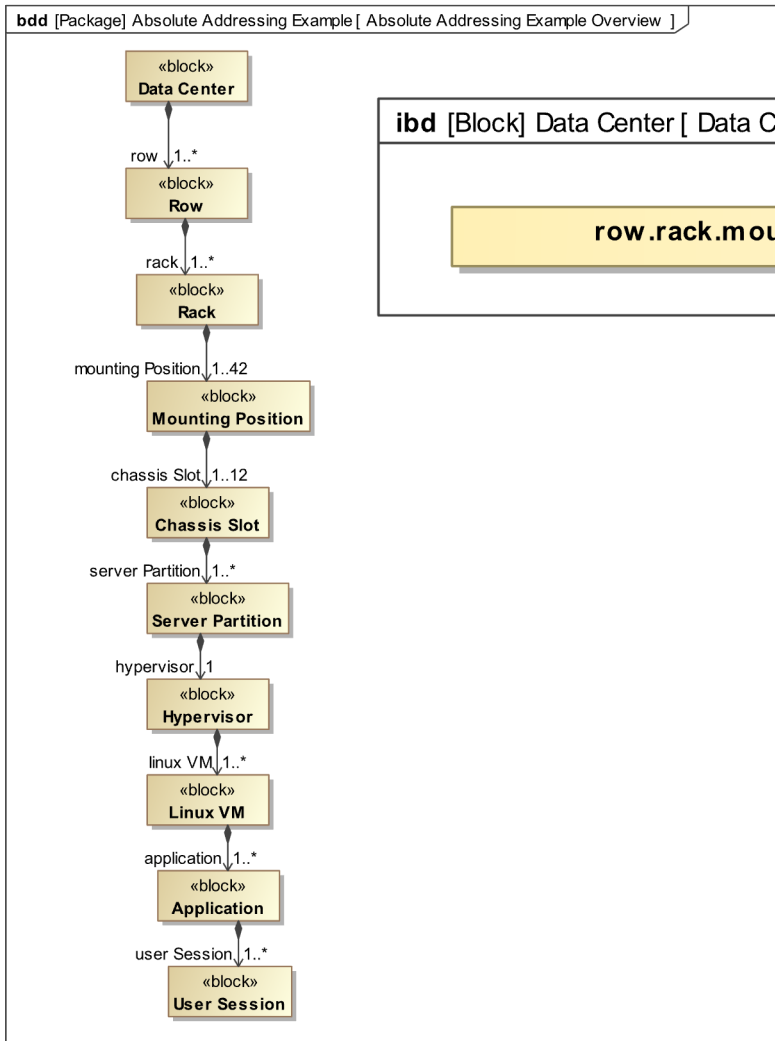 bdd [Package] Absolute Addressing Example [ Absolute Addressing Example Overview ]
«block»
Data Center
row 1..*
«block»
Row
rack 1..*
«block»
Rack
mounting Position 1..42
«block»
Mounting Position
chassis Slot 1..12
«block»
Chassis Slot
server Partition 1..*
«block»
Server Partition
hypervisor 1
«block»
Hypervisor
linux VM 1..*
«block»
Linux VM
application 1..*
«block»
Application
user Session 1..*
«block»
User Session
ibd [Block] Data Center [ Data C
row.rack.mou